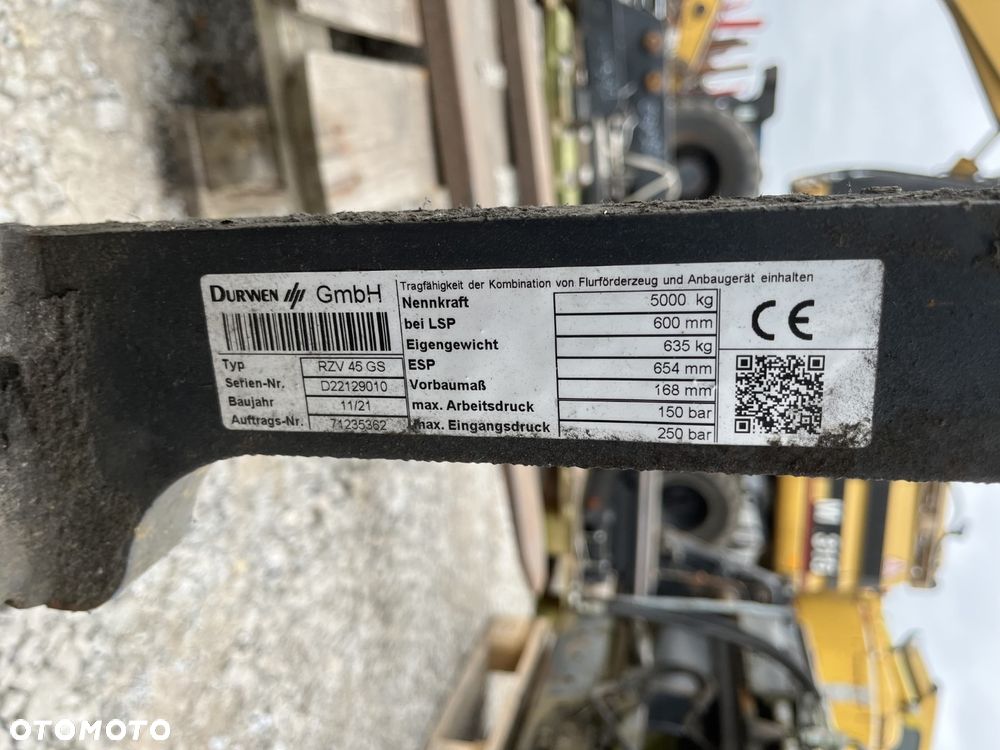 DURWEN GmbH
Typ RZV 45 GS
Serien-Nr. D22129010
Baujahr 11/21
Auftrags-Nr. 71235362
Tragfähigkeit der Kombination von Flurförderzeug und Anbaugerät einhalten
Nennkraft 5000 kg
bei LSP 600 mm
Eigengewicht 635 kg
ESP 654 mm
Vorbaumaß 168 mm
max. Arbeitsdruck 150 bar
max. Eingangsdruck 250 bar
CE
OTOMOTO